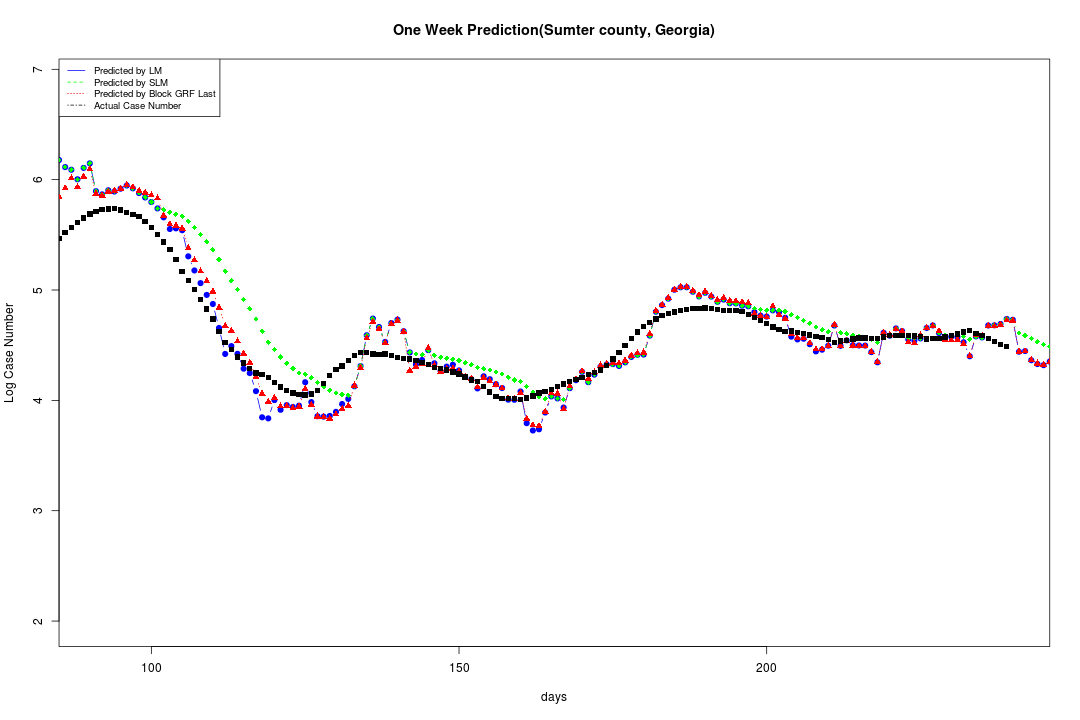 One Week Prediction(Sumter county, Georgia)
Predicted by LM
Predicted by SLM
Predicted by Block GRF Last
Actual Case Number
7
6
5
4
3
2
Log Case Number
100
150
200
days